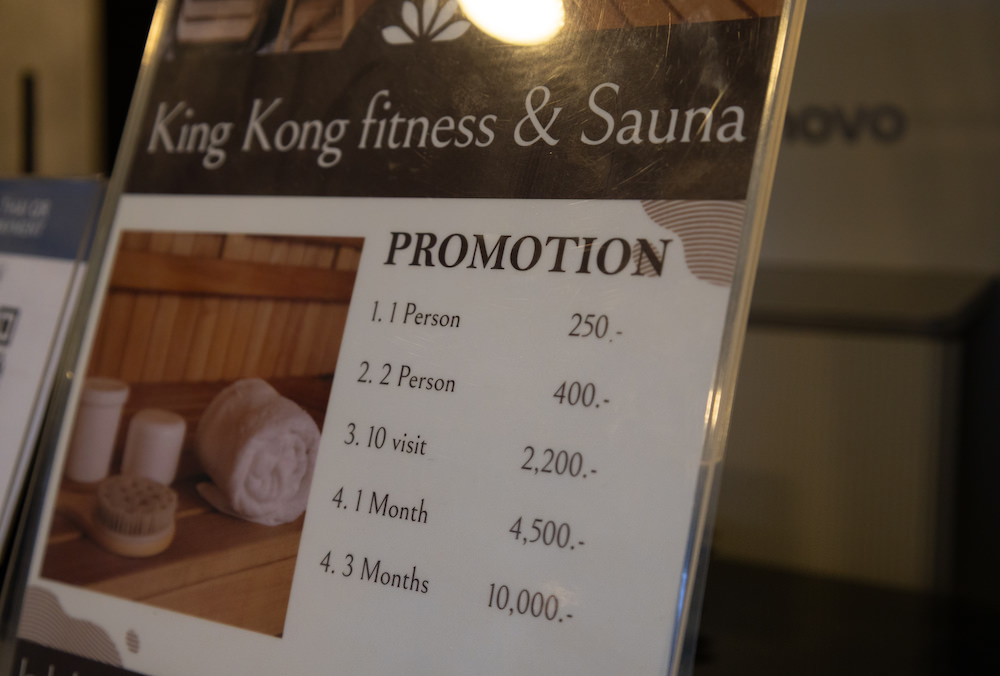 King Kong fitness & Sauna
PROMOTION
1. 1 Person 250.-
2. 2 Person 400.-
3. 10 visit 2,200.-
4. 1 Month 4,500.-
4. 3 Months 10,000.-